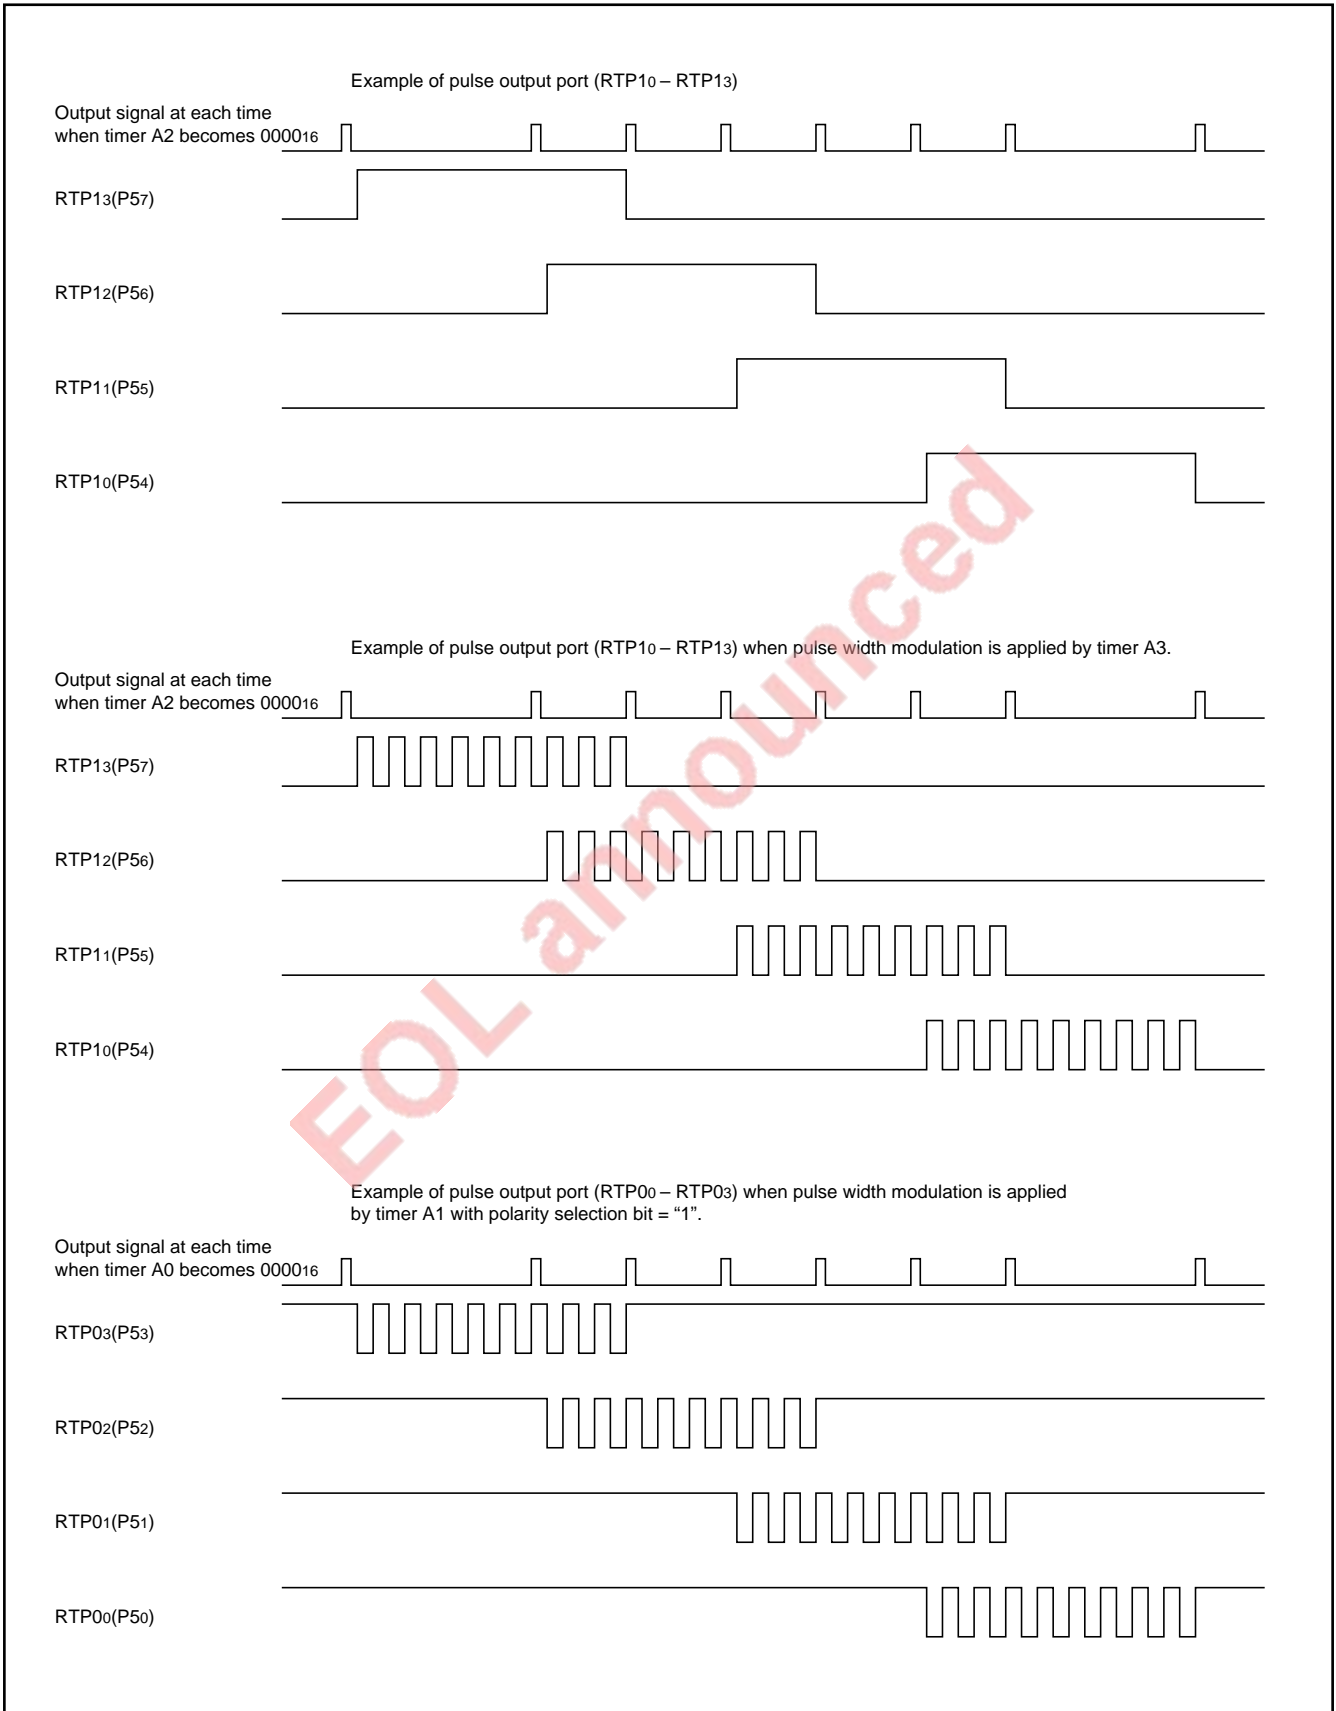 Example of pulse output port (RTP10 – RTP13)
Output signal at each time
when timer A2 becomes 000016
RTP13(P57)
RTP12(P56)
RTP11(P55)
RTP10(P54)
Example of pulse output port (RTP10 – RTP13) when pulse width modulation is applied by timer A3.
Output signal at each time
when timer A2 becomes 000016
RTP13(P57)
RTP12(P56)
RTP11(P55)
RTP10(P54)
EOL announced
Example of pulse output port (RTP00 – RTP03) when pulse width modulation is applied
by timer A1 with polarity selection bit = “1”.
Output signal at each time
when timer A0 becomes 000016
RTP03(P53)
RTP02(P52)
RTP01(P51)
RTP00(P50)